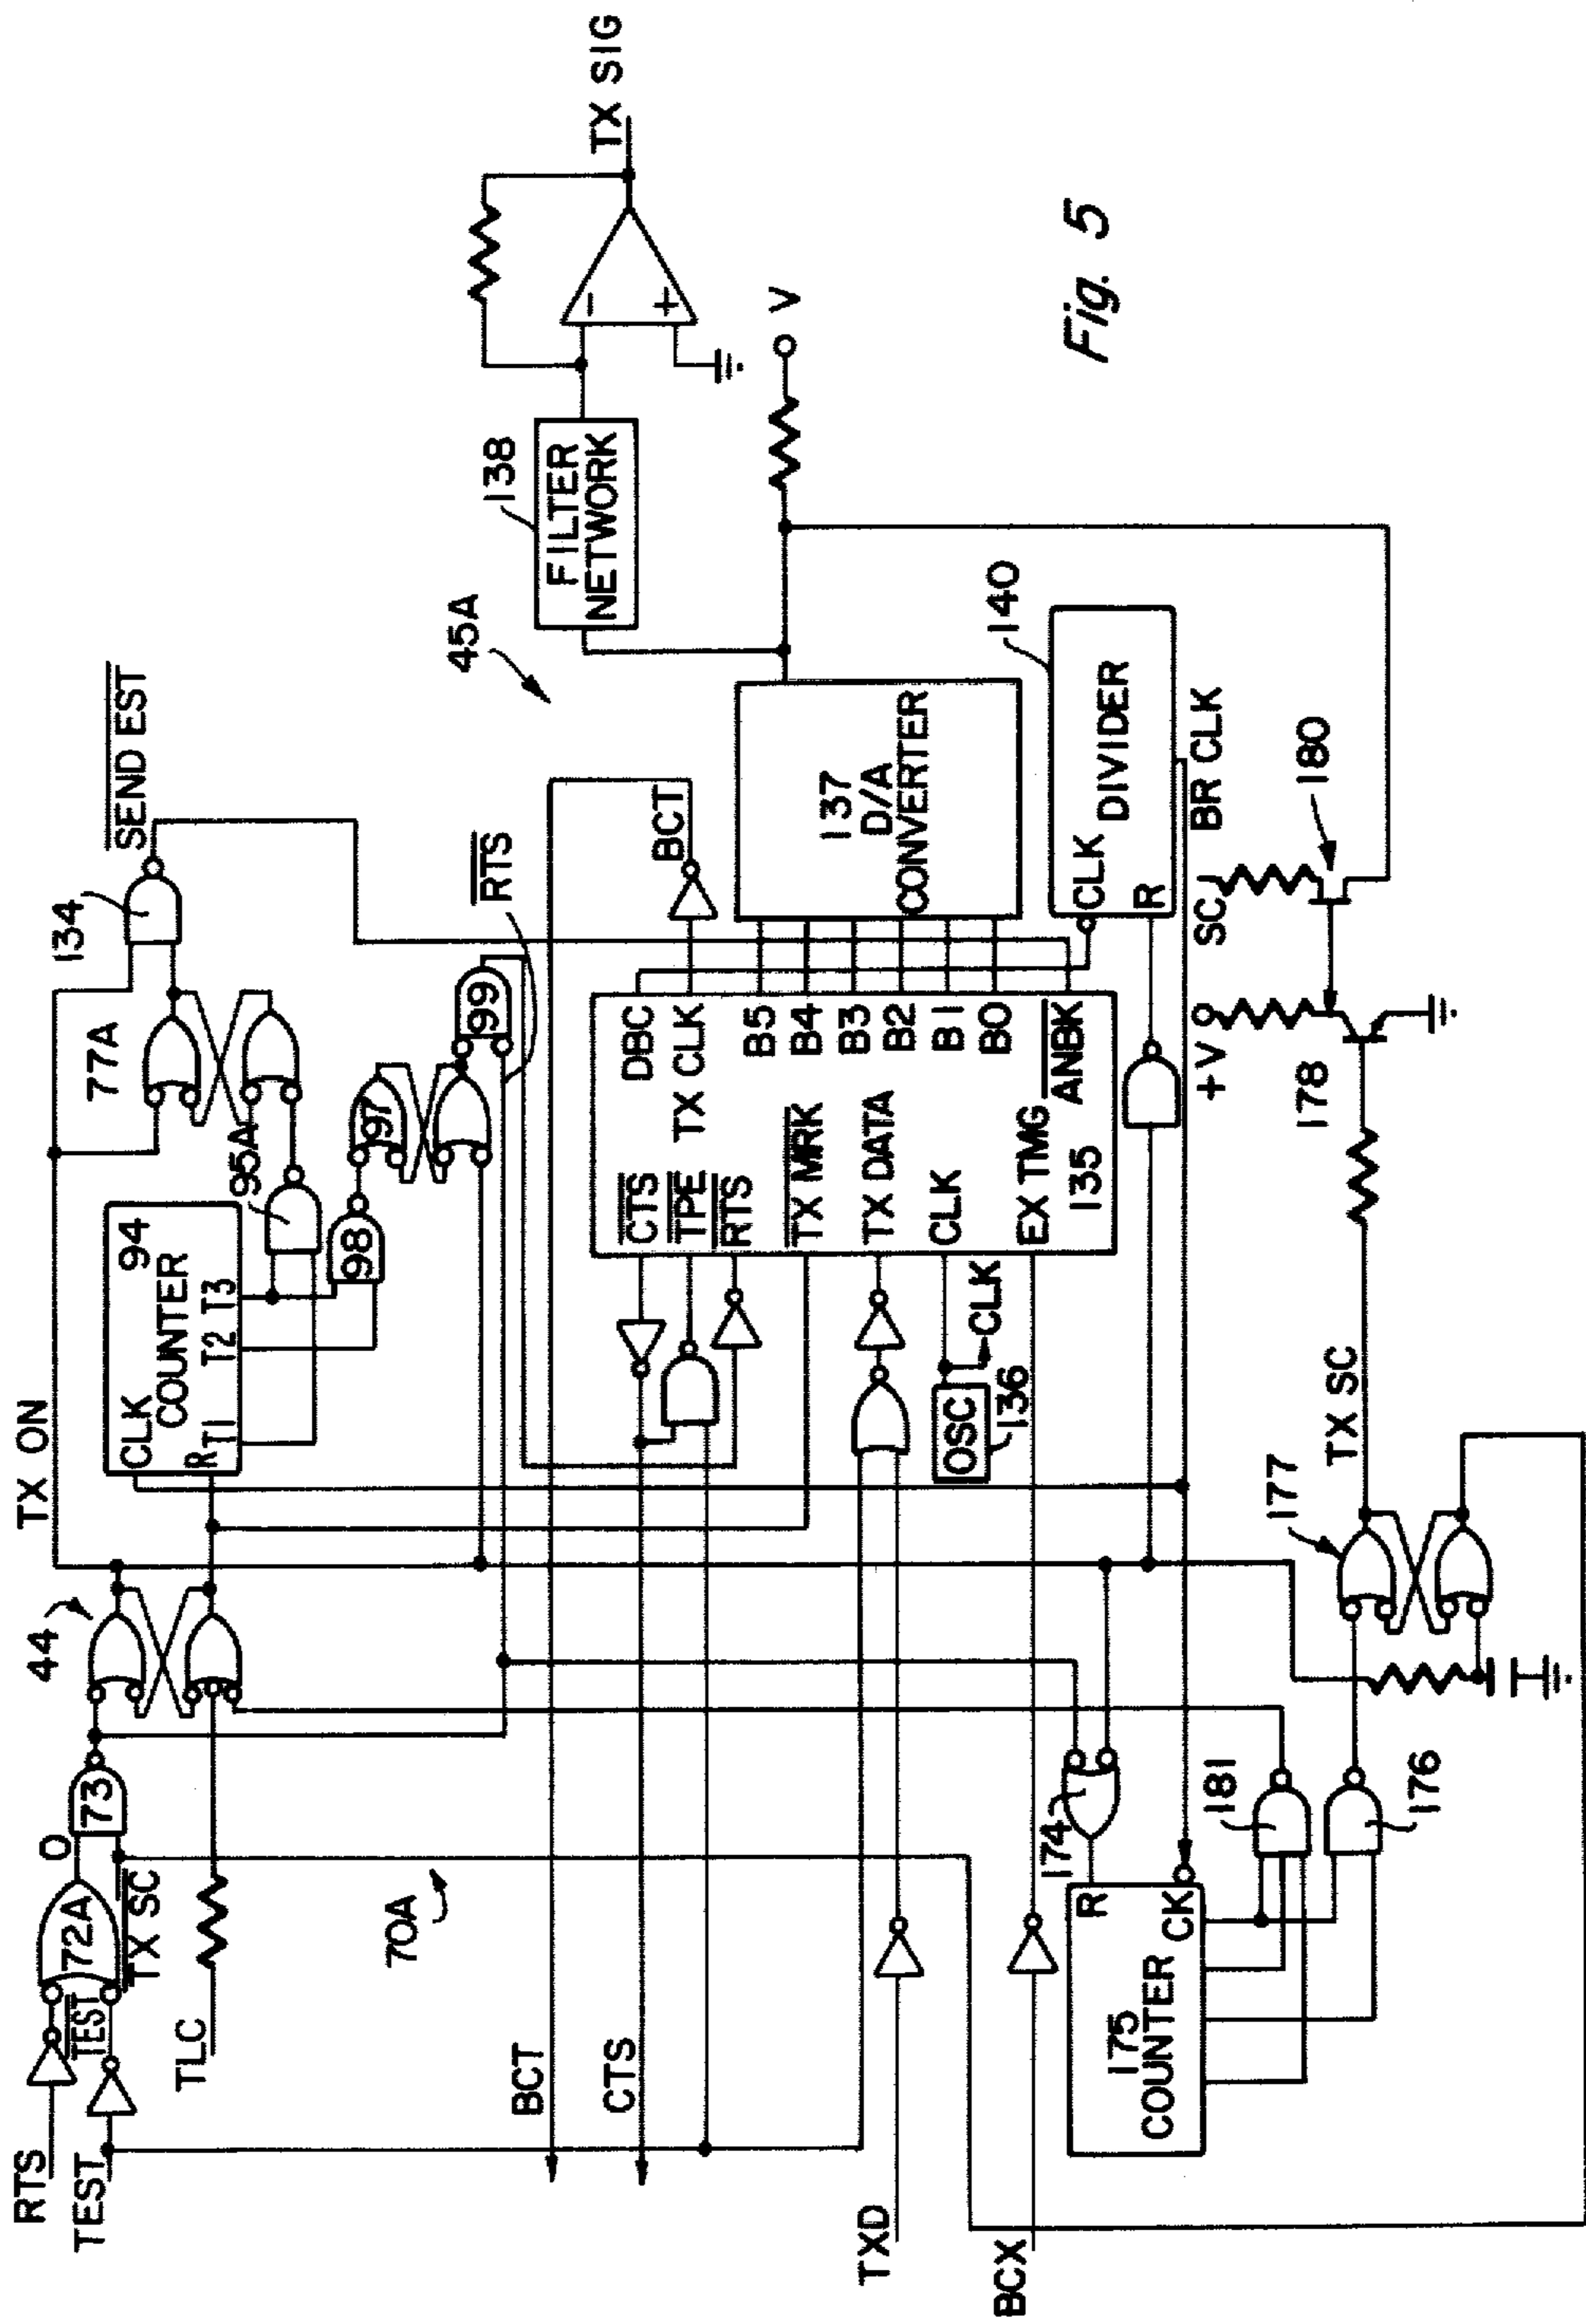 RTS
TEST
TEST
72A
O
73
TX SC
TLC
70A
44
TX ON
CLK
94
COUNTER
R
T1
T2
T3
95A
98
97
99
77A
134
SEND EST
RTS
BCT
CTS
BCT
45A
CTS
TPE
RTS
TX MRK
TX DATA
CLK
EX TMG
135
DBC
TX CLK
B5
B4
B3
B2
B1
B0
ANBK
OSC
136
CLK
137
D/A
CONVERTER
138
FILTER
NETWORK
TX SIG
V
140
CLK
DIVIDER
R
BR CLK
TXD
BCX
174
R
CK
175
COUNTER
181
176
177
TX SC
178
+V
SC
180
Fig. 5